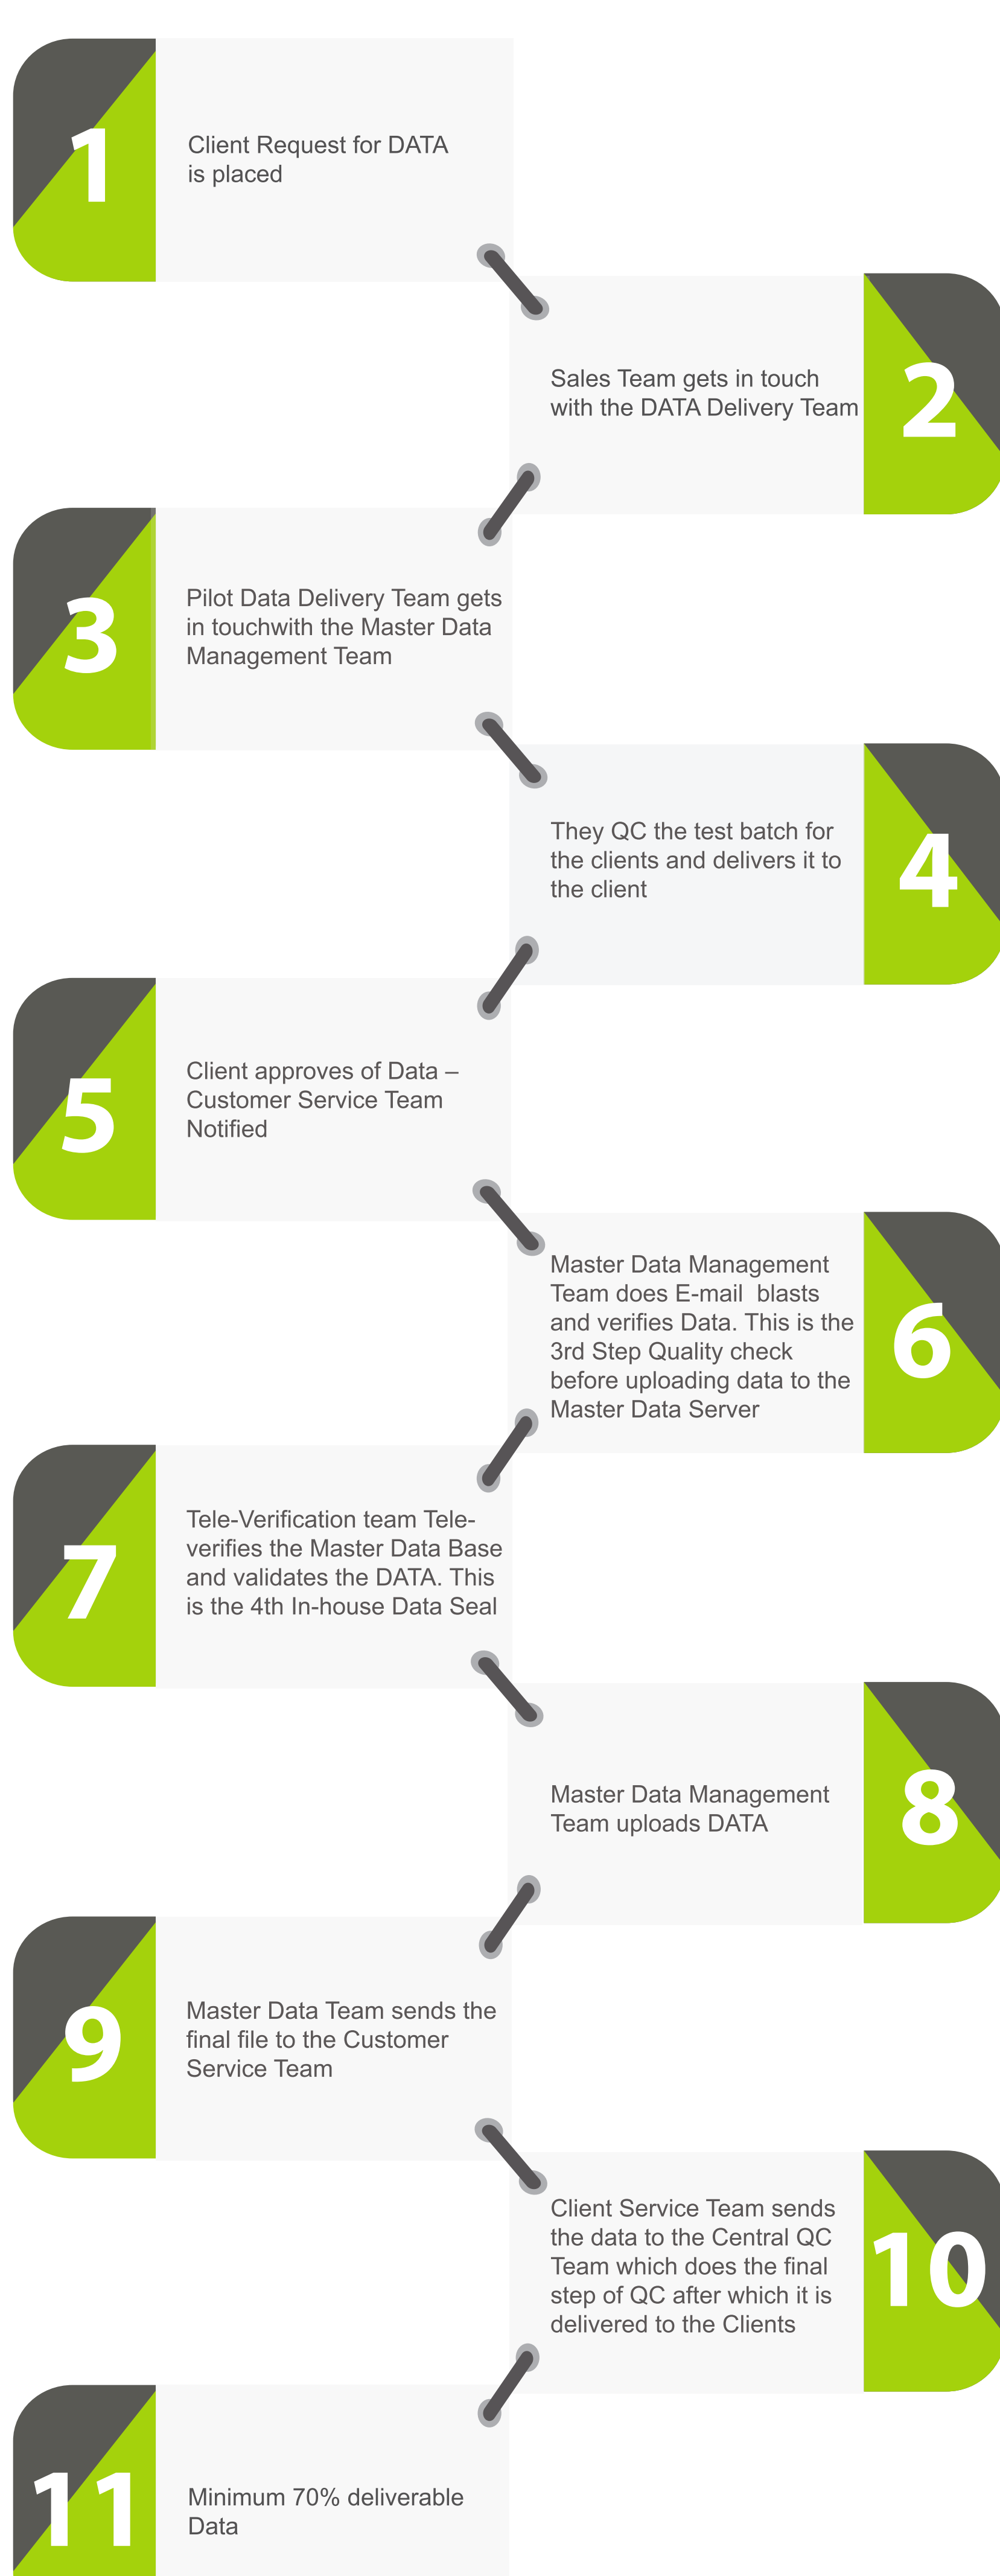 1
Client Request for DATA
is placed
2
Sales Team gets in touch
with the DATA Delivery Team
3
Pilot Data Delivery Team gets
in touchwith the Master Data
Management Team
4
They QC the test batch for
the clients and delivers it to
the client
5
Client approves of Data –
Customer Service Team
Notified
6
Master Data Management
Team does E-mail  blasts
and verifies Data. This is the
3rd Step Quality check
before uploading data to the
Master Data Server
7
Tele-Verification team Tele-
verifies the Master Data Base
and validates the DATA. This
is the 4th In-house Data Seal
8
Master Data Management
Team uploads DATA
9
Master Data Team sends the
final file to the Customer
Service Team
10
Client Service Team sends
the data to the Central QC
Team which does the final
step of QC after which it is
delivered to the Clients
11
Minimum 70% deliverable
Data